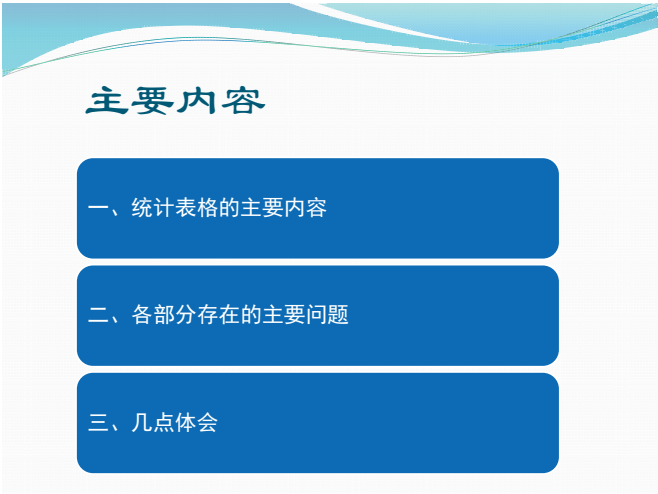 主要内容
一、统计表格的主要内容
二、各部分存在的主要问题
三、几点体会